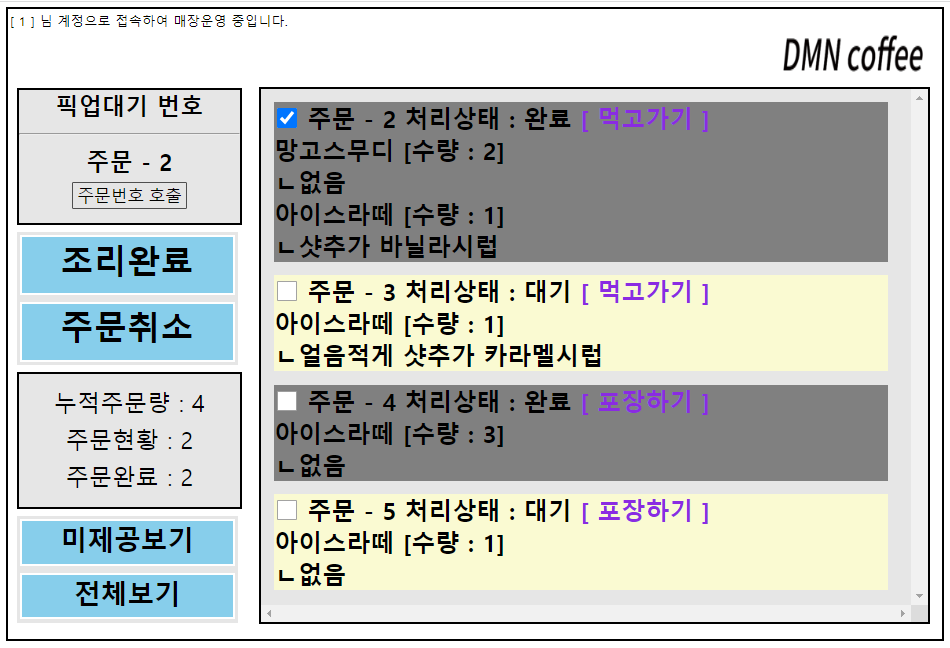 [ 1 ] 님 계정으로 접속하여 매장운영 중입니다.
DMN coffee
픽업대기 번호
주문 - 2
주문번호 호출
조리완료
주문취소
누적주문량 : 4
주문현황 : 2
주문완료 : 2
미제공보기
전체보기
주문 - 2 처리상태 : 완료 [ 먹고가기 ]
망고스무디 [수량 : 2]
ㄴ없음
아이스라떼 [수량 : 1]
ㄴ샷추가 바닐라시럽
주문 - 3 처리상태 : 대기 [ 먹고가기 ]
아이스라떼 [수량 : 1]
ㄴ얼음적게 샷추가 카라멜시럽
주문 - 4 처리상태 : 완료 [ 포장하기 ]
아이스라떼 [수량 : 3]
ㄴ없음
주문 - 5 처리상태 : 대기 [ 포장하기 ]
아이스라떼 [수량 : 1]
ㄴ없음